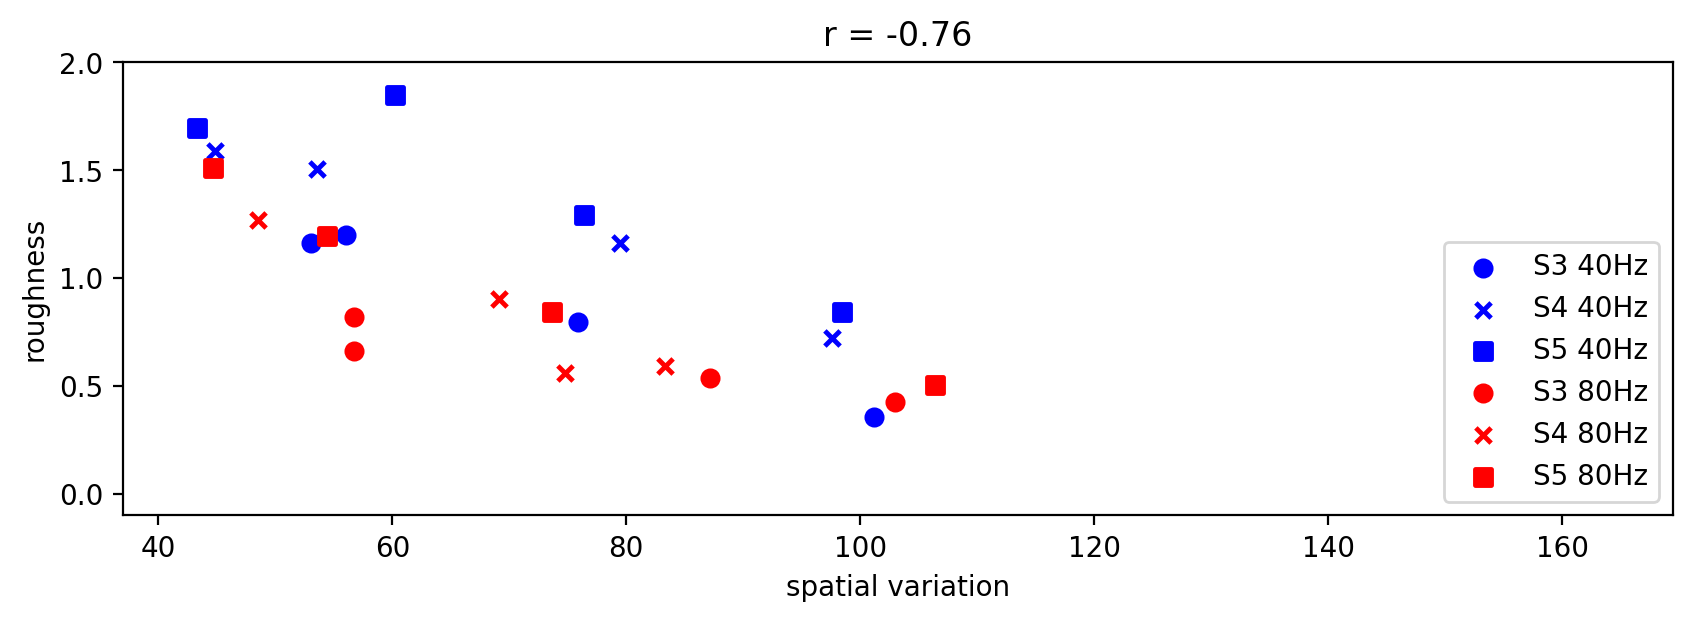 r = -0.76
2.0
1.5
1.0
0.5
0.0
roughness
40 60 80 100 120 140 160
spatial variation
S3 40Hz
S4 40Hz
S5 40Hz
S3 80Hz
S4 80Hz
S5 80Hz